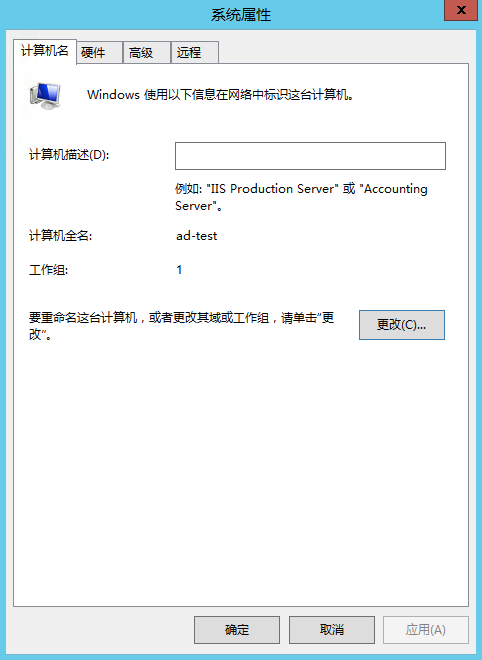 系统属性
x
计算机名 硬件 高级 远程
Windows 使用以下信息在网络中标识这台计算机。
计算机描述(D):
例如: "IIS Production Server" 或 "Accounting
Server"。
计算机全名: ad-test
工作组: 1
要重命名这台计算机，或者更改其域或工作组，请单击"更
改"。
更改(C)...
确定 取消 应用(A)